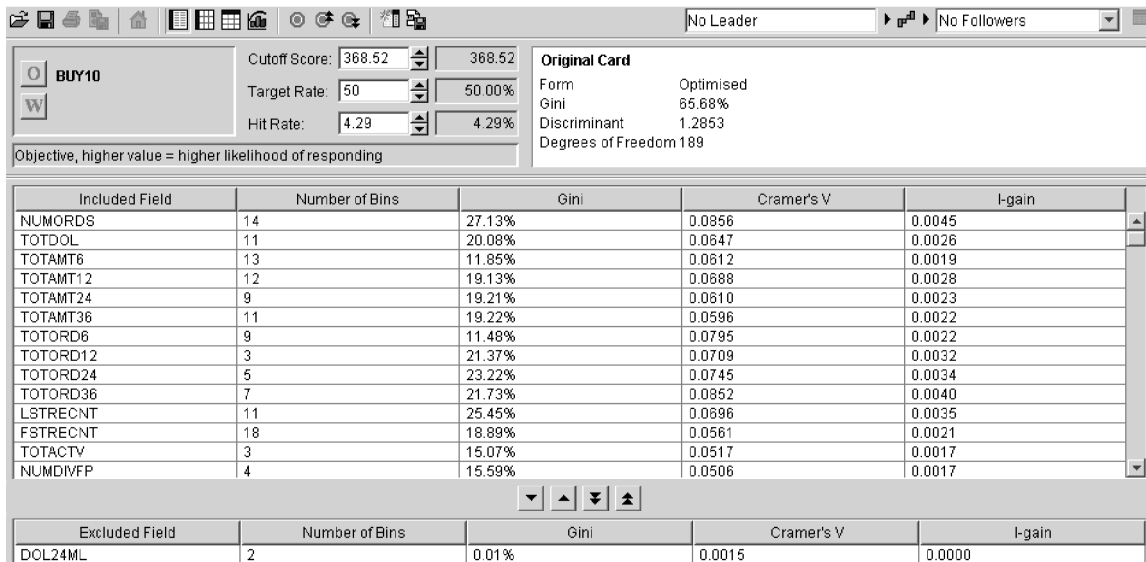 No Leader No Followers
O BUY10
W
Cutoff Score: 368.52 368.52
Target Rate: 50 50.00%
Hit Rate: 4.29 4.29%
Objective, higher value = higher likelihood of responding
Original Card
Form Optimised
Gini 65.68%
Discriminant 1.2853
Degrees of Freedom 189
Included Field Number of Bins Gini Cramer's V I-gain
NUMORDS 14 27.13% 0.0856 0.0045
TOTDOL 11 20.08% 0.0647 0.0026
TOTAMT6 13 11.85% 0.0612 0.0019
TOTAMT12 12 19.13% 0.0688 0.0028
TOTAMT24 9 19.21% 0.0610 0.0023
TOTAMT36 11 19.22% 0.0596 0.0022
TOTORD6 9 11.48% 0.0795 0.0022
TOTORD12 3 21.37% 0.0709 0.0032
TOTORD24 5 23.22% 0.0745 0.0034
TOTORD36 7 21.73% 0.0852 0.0040
LSTRECNT 11 25.45% 0.0696 0.0035
FSTRECNT 18 18.89% 0.0561 0.0021
TOTACTV 3 15.07% 0.0517 0.0017
NUMDIVFP 4 15.59% 0.0506 0.0017
Excluded Field Number of Bins Gini Cramer's V I-gain
DOL24ML 2 0.01% 0.0015 0.0000